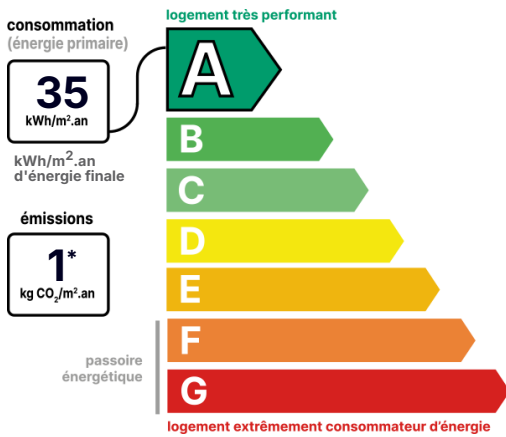 logement très performant
consommation
(énergie primaire)
35
kWh/m².an
kWh/m².an
d'énergie finale
émissions
1*
kg CO₂/m².an
A
B
C
D
E
F
G
passoire
énergétique
logement extrêmement consommateur d'énergie